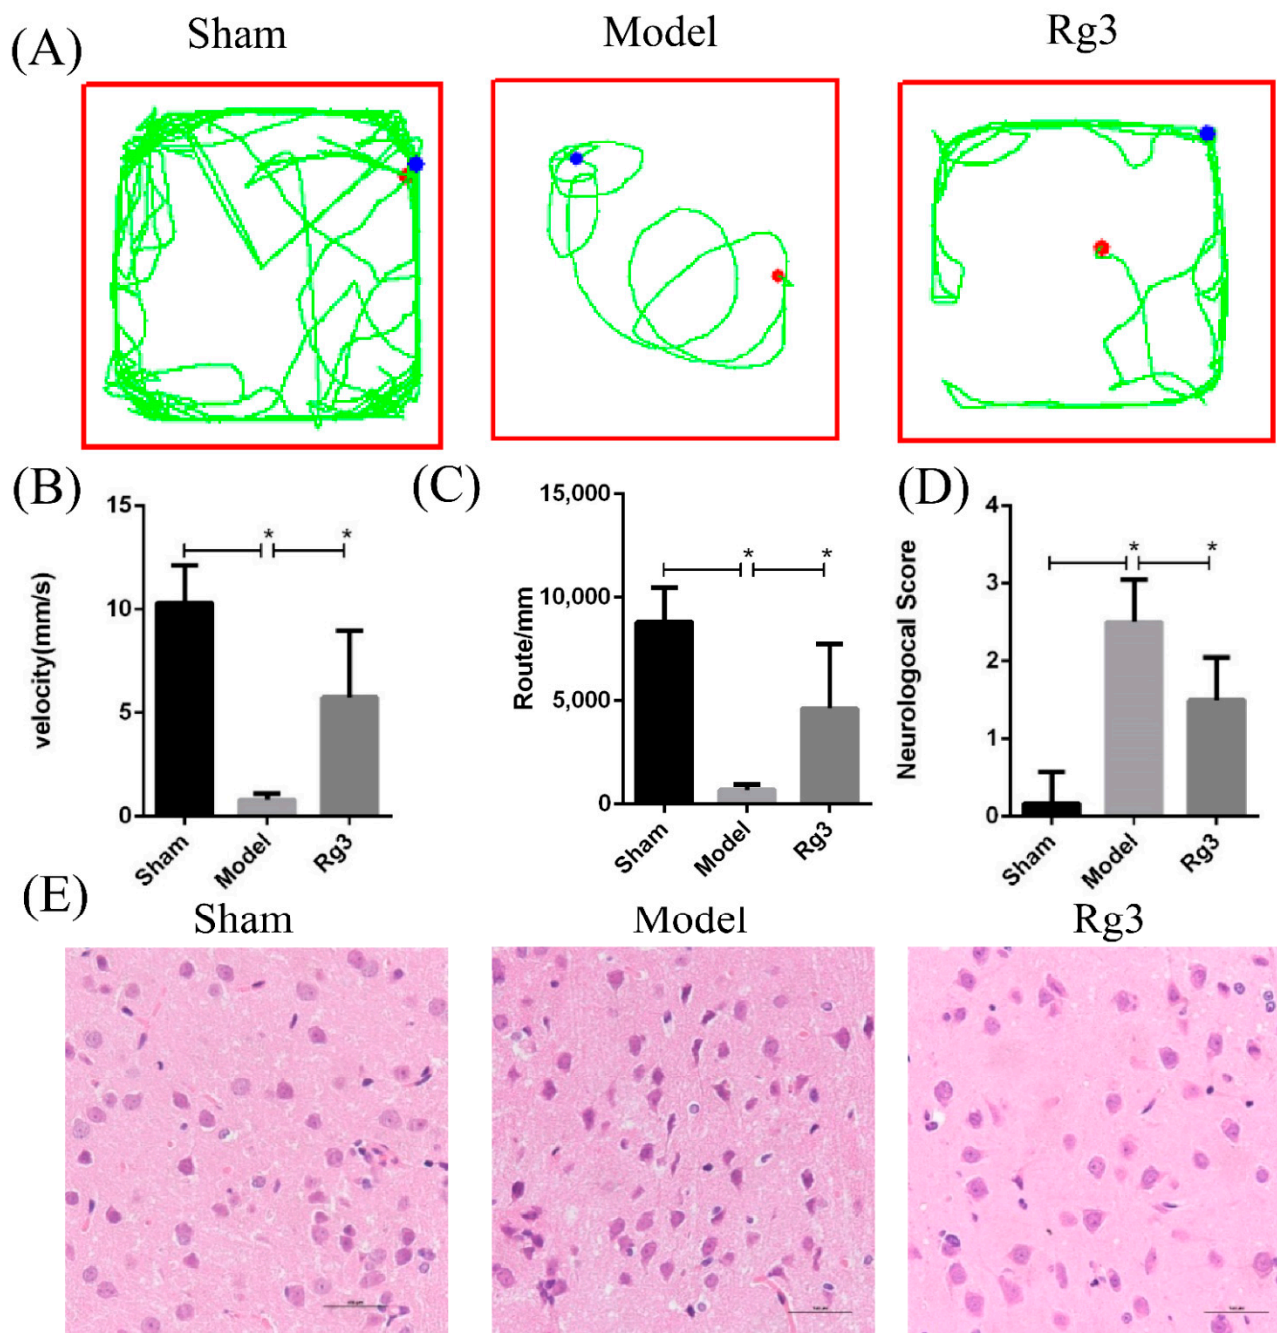 (A) Sham Model Rg3
(B) (C) (D)
velocity(mm/s)
15
10
5
0
* *
Sham Model Rg3
Route/mm
15,000
10,000
5,000
0
* *
Sham Model Rg3
Neurologocal Score
4
3
2
1
0
* *
Sham Model Rg3
(E) Sham Model Rg3